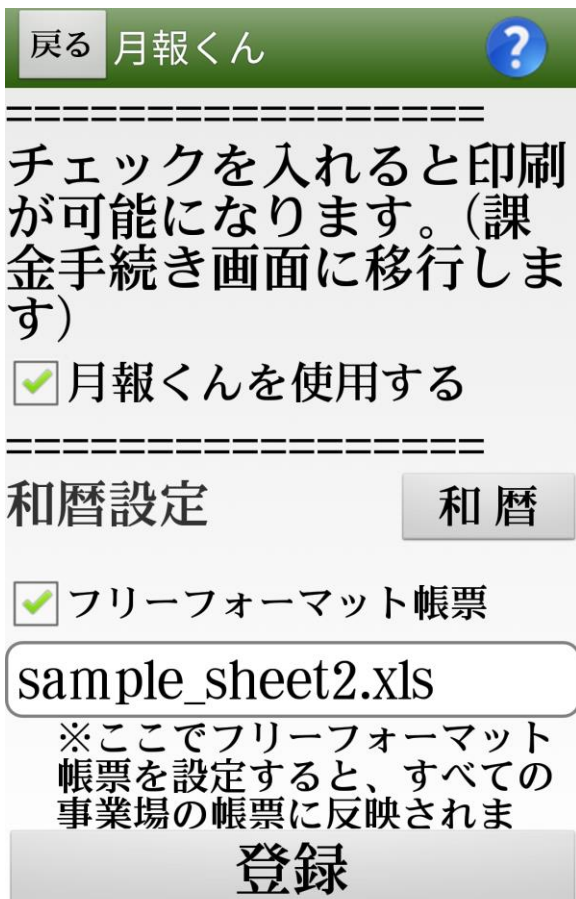 戻る 月報くん ?
==================
チェックを入れると印刷
が可能になります。(課
金手続き画面に移行しま
す)
月報くんを使用する
==================
和暦設定 和暦
フリーフォーマット帳票
sample_sheet2.xls
※ここでフリーフォーマット
帳票を設定すると、すべての
事業場の帳票に反映されま
登録